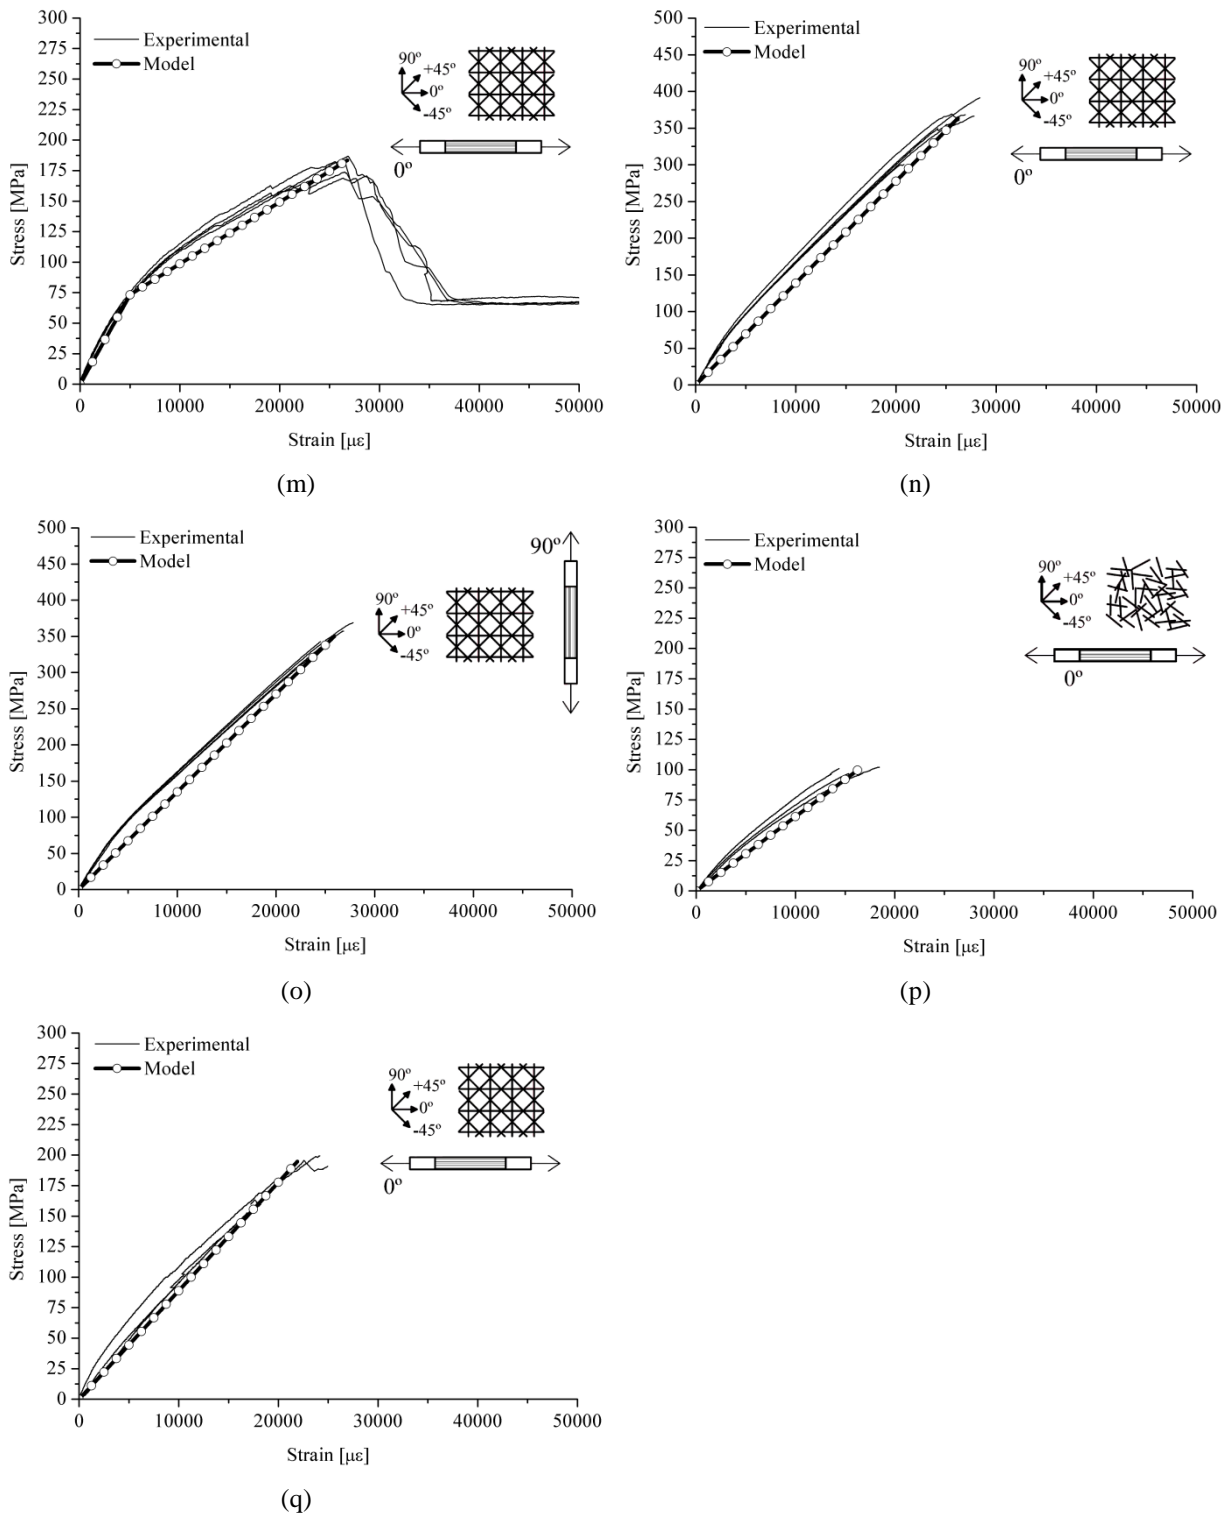 300
275
250
225
200
175
150
125
100
75
50
25
0
Stress [MPa]
Experimental
Model
90º
+45º
0º
-45º
0º
0 10000 20000 30000 40000 50000
Strain [με]
(m)
500
450
400
350
300
250
200
150
100
50
0
Stress [MPa]
Experimental
Model
90º
+45º
0º
-45º
0º
0 10000 20000 30000 40000 50000
Strain [με]
(n)
500
450
400
350
300
250
200
150
100
50
0
Stress [MPa]
Experimental
Model
90º
90º
+45º
0º
-45º
0 10000 20000 30000 40000 50000
Strain [με]
(o)
300
275
250
225
200
175
150
125
100
75
50
25
0
Stress [MPa]
Experimental
Model
90º
+45º
0º
-45º
0º
0 10000 20000 30000 40000 50000
Strain [με]
(p)
300
275
250
225
200
175
150
125
100
75
50
25
0
Stress [MPa]
Experimental
Model
90º
+45º
0º
-45º
0º
0 10000 20000 30000 40000 50000
Strain [με]
(q)